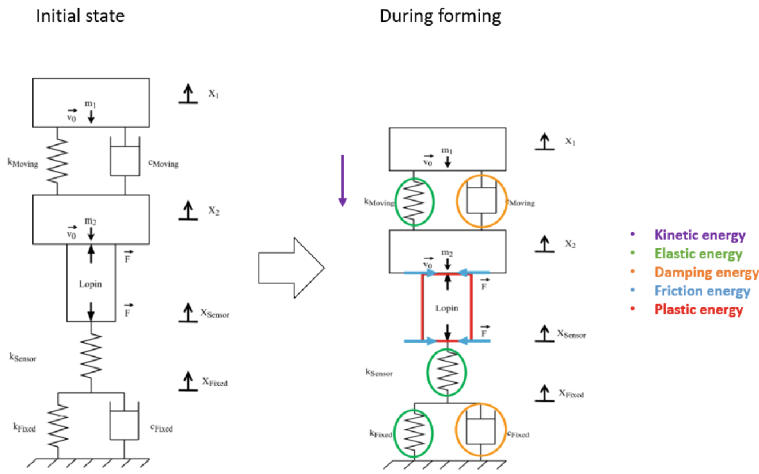 Initial state
During forming
m1
v0
X1
kMoving
cMoving
m2
v0
X2
F
Lopin
F
XSensor
kSensor
XFixed
kFixed
cFixed
m1
v0
X1
kMoving
cMoving
m2
v0
X2
F
Lopin
F
XSensor
kSensor
XFixed
kFixed
cFixed
• Kinetic energy
• Elastic energy
• Damping energy
• Friction energy
• Plastic energy